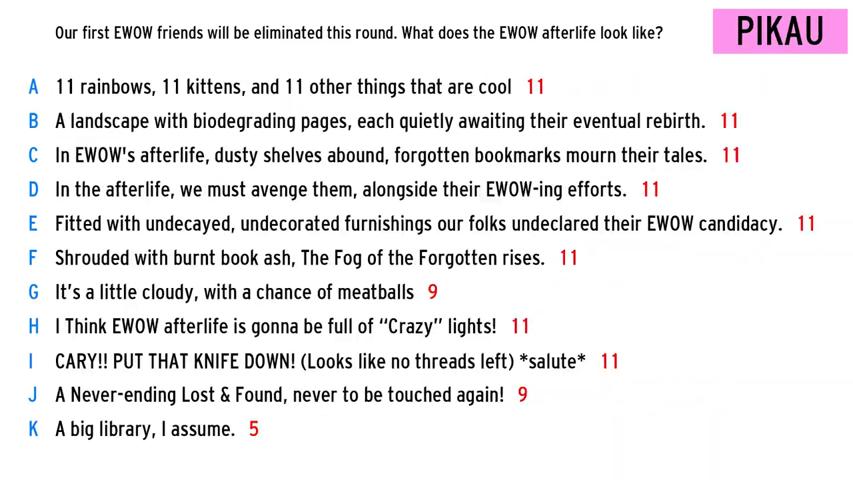 Our first EWOW friends will be eliminated this round. What does the EWOW afterlife look like?
PIKAU
A 11 rainbows, 11 kittens, and 11 other things that are cool 11
B A landscape with biodegrading pages, each quietly awaiting their eventual rebirth. 11
C In EWOW's afterlife, dusty shelves abound, forgotten bookmarks mourn their tales. 11
D In the afterlife, we must avenge them, alongside their EWOW-ing efforts. 11
E Fitted with undecayed, undecorated furnishings our folks undeclared their EWOW candidacy. 11
F Shrouded with burnt book ash, The Fog of the Forgotten rises. 11
G It’s a little cloudy, with a chance of meatballs 9
H I Think EWOW afterlife is gonna be full of “Crazy” lights! 11
I CARY!! PUT THAT KNIFE DOWN! (Looks like no threads left) *salute* 11
J A Never-ending Lost & Found, never to be touched again! 9
K A big library, I assume. 5